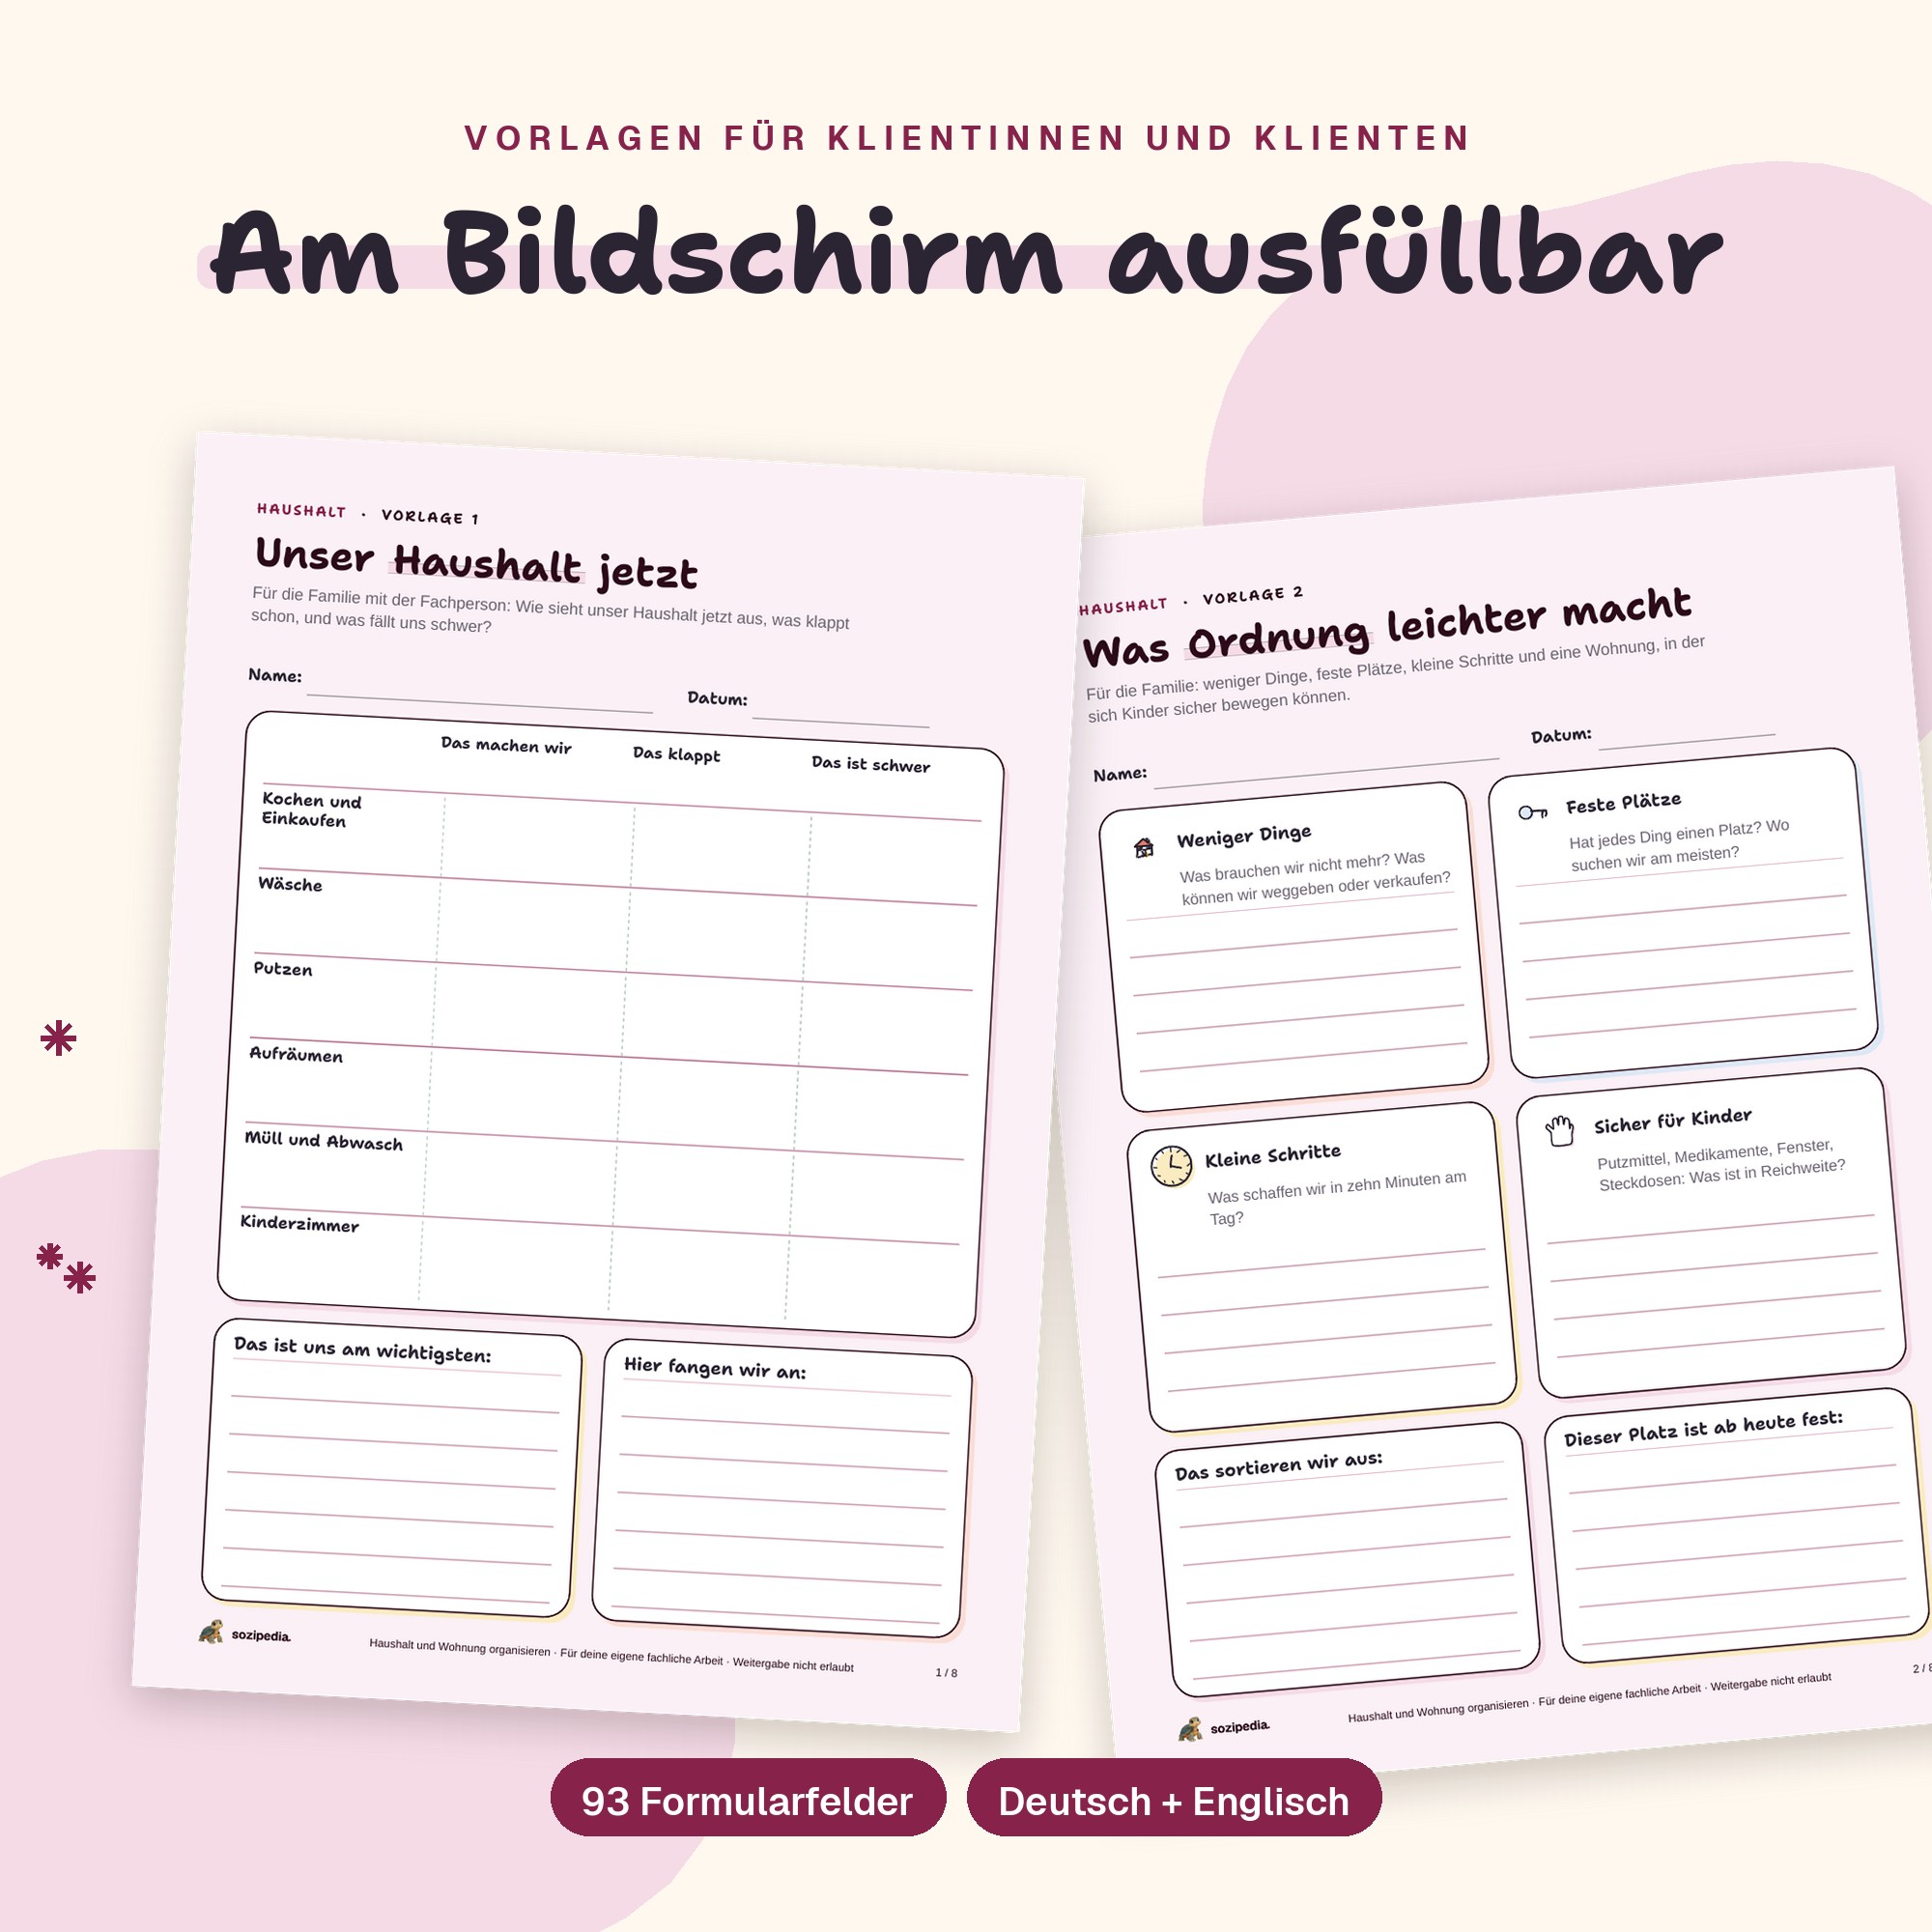 VORLAGEN FÜR KLIENTINNEN UND KLIENTEN
Am Bildschirm ausfüllbar
HAUSHALT · VORLAGE 1
Unser Haushalt jetzt
Für die Familie mit der Fachperson: Wie sieht unser Haushalt jetzt aus, was klappt
schon, und was fällt uns schwer?
Name:
Datum:
Das machen wir
Das klappt
Das ist schwer
Kochen und
Einkaufen
Wäsche
Putzen
Aufräumen
Müll und Abwasch
Kinderzimmer
Das ist uns am wichtigsten:
Hier fangen wir an:
sozipedia.
Haushalt und Wohnung organisieren · Für deine eigene fachliche Arbeit · Weitergabe nicht erlaubt
1 / 8
HAUSHALT · VORLAGE 2
Was Ordnung leichter macht
Für die Familie: weniger Dinge, feste Plätze, kleine Schritte und eine Wohnung, in der
sich Kinder sicher bewegen können.
Name:
Datum:
Weniger Dinge
Was brauchen wir nicht mehr? Was
können wir weggeben oder verkaufen?
Feste Plätze
Hat jedes Ding einen Platz? Wo
suchen wir am meisten?
Kleine Schritte
Was schaffen wir in zehn Minuten am
Tag?
Sicher für Kinder
Putzmittel, Medikamente, Fenster,
Steckdosen: Was ist in Reichweite?
Das sortieren wir aus:
Dieser Platz ist ab heute fest:
sozipedia.
Haushalt und Wohnung organisieren · Für deine eigene fachliche Arbeit · Weitergabe nicht erlaubt
2 / 8
93 Formularfelder
Deutsch + Englisch